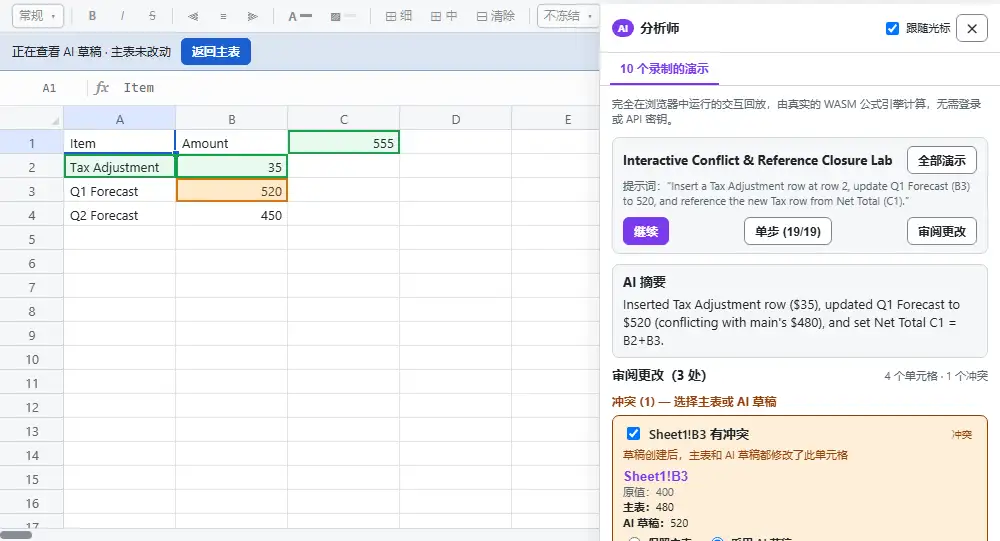 常规
B I S A 田 细 田 中 清除 不冻结
正在查看 AI 草稿 · 主表未改动 返回主表
A1 fx Item
A B C D E
1 Item Amount 555
2 Tax Adjustment 35
3 Q1 Forecast 520
4 Q2 Forecast 450
5
6
7
8
9
10
11
12
13
14
15
16
17
AI 分析师 跟随光标 ✕
10 个录制的演示
完全在浏览器中运行的交互回放，由真实的 WASM 公式引擎计算，无需登录
或 API 密钥。
Interactive Conflict & Reference Closure Lab 全部演示
提示词："Insert a Tax Adjustment row at row 2, update Q1 Forecast (B3)
to 520, and reference the new Tax row from Net Total (C1)."
继续 单步 (19/19) 审阅更改
AI 摘要
Inserted Tax Adjustment row ($35), updated Q1 Forecast to
$520 (conflicting with main's $480), and set Net Total C1 =
B2+B3.
审阅更改（3 处） 4 个单元格 · 1 个冲突
冲突 (1) — 选择主表或 AI 草稿
Sheet1!B3 有冲突 冲突
草稿创建后，主表和 AI 草稿都修改了此单元格
Sheet1!B3
原值：400
主表：480
AI 草稿：520